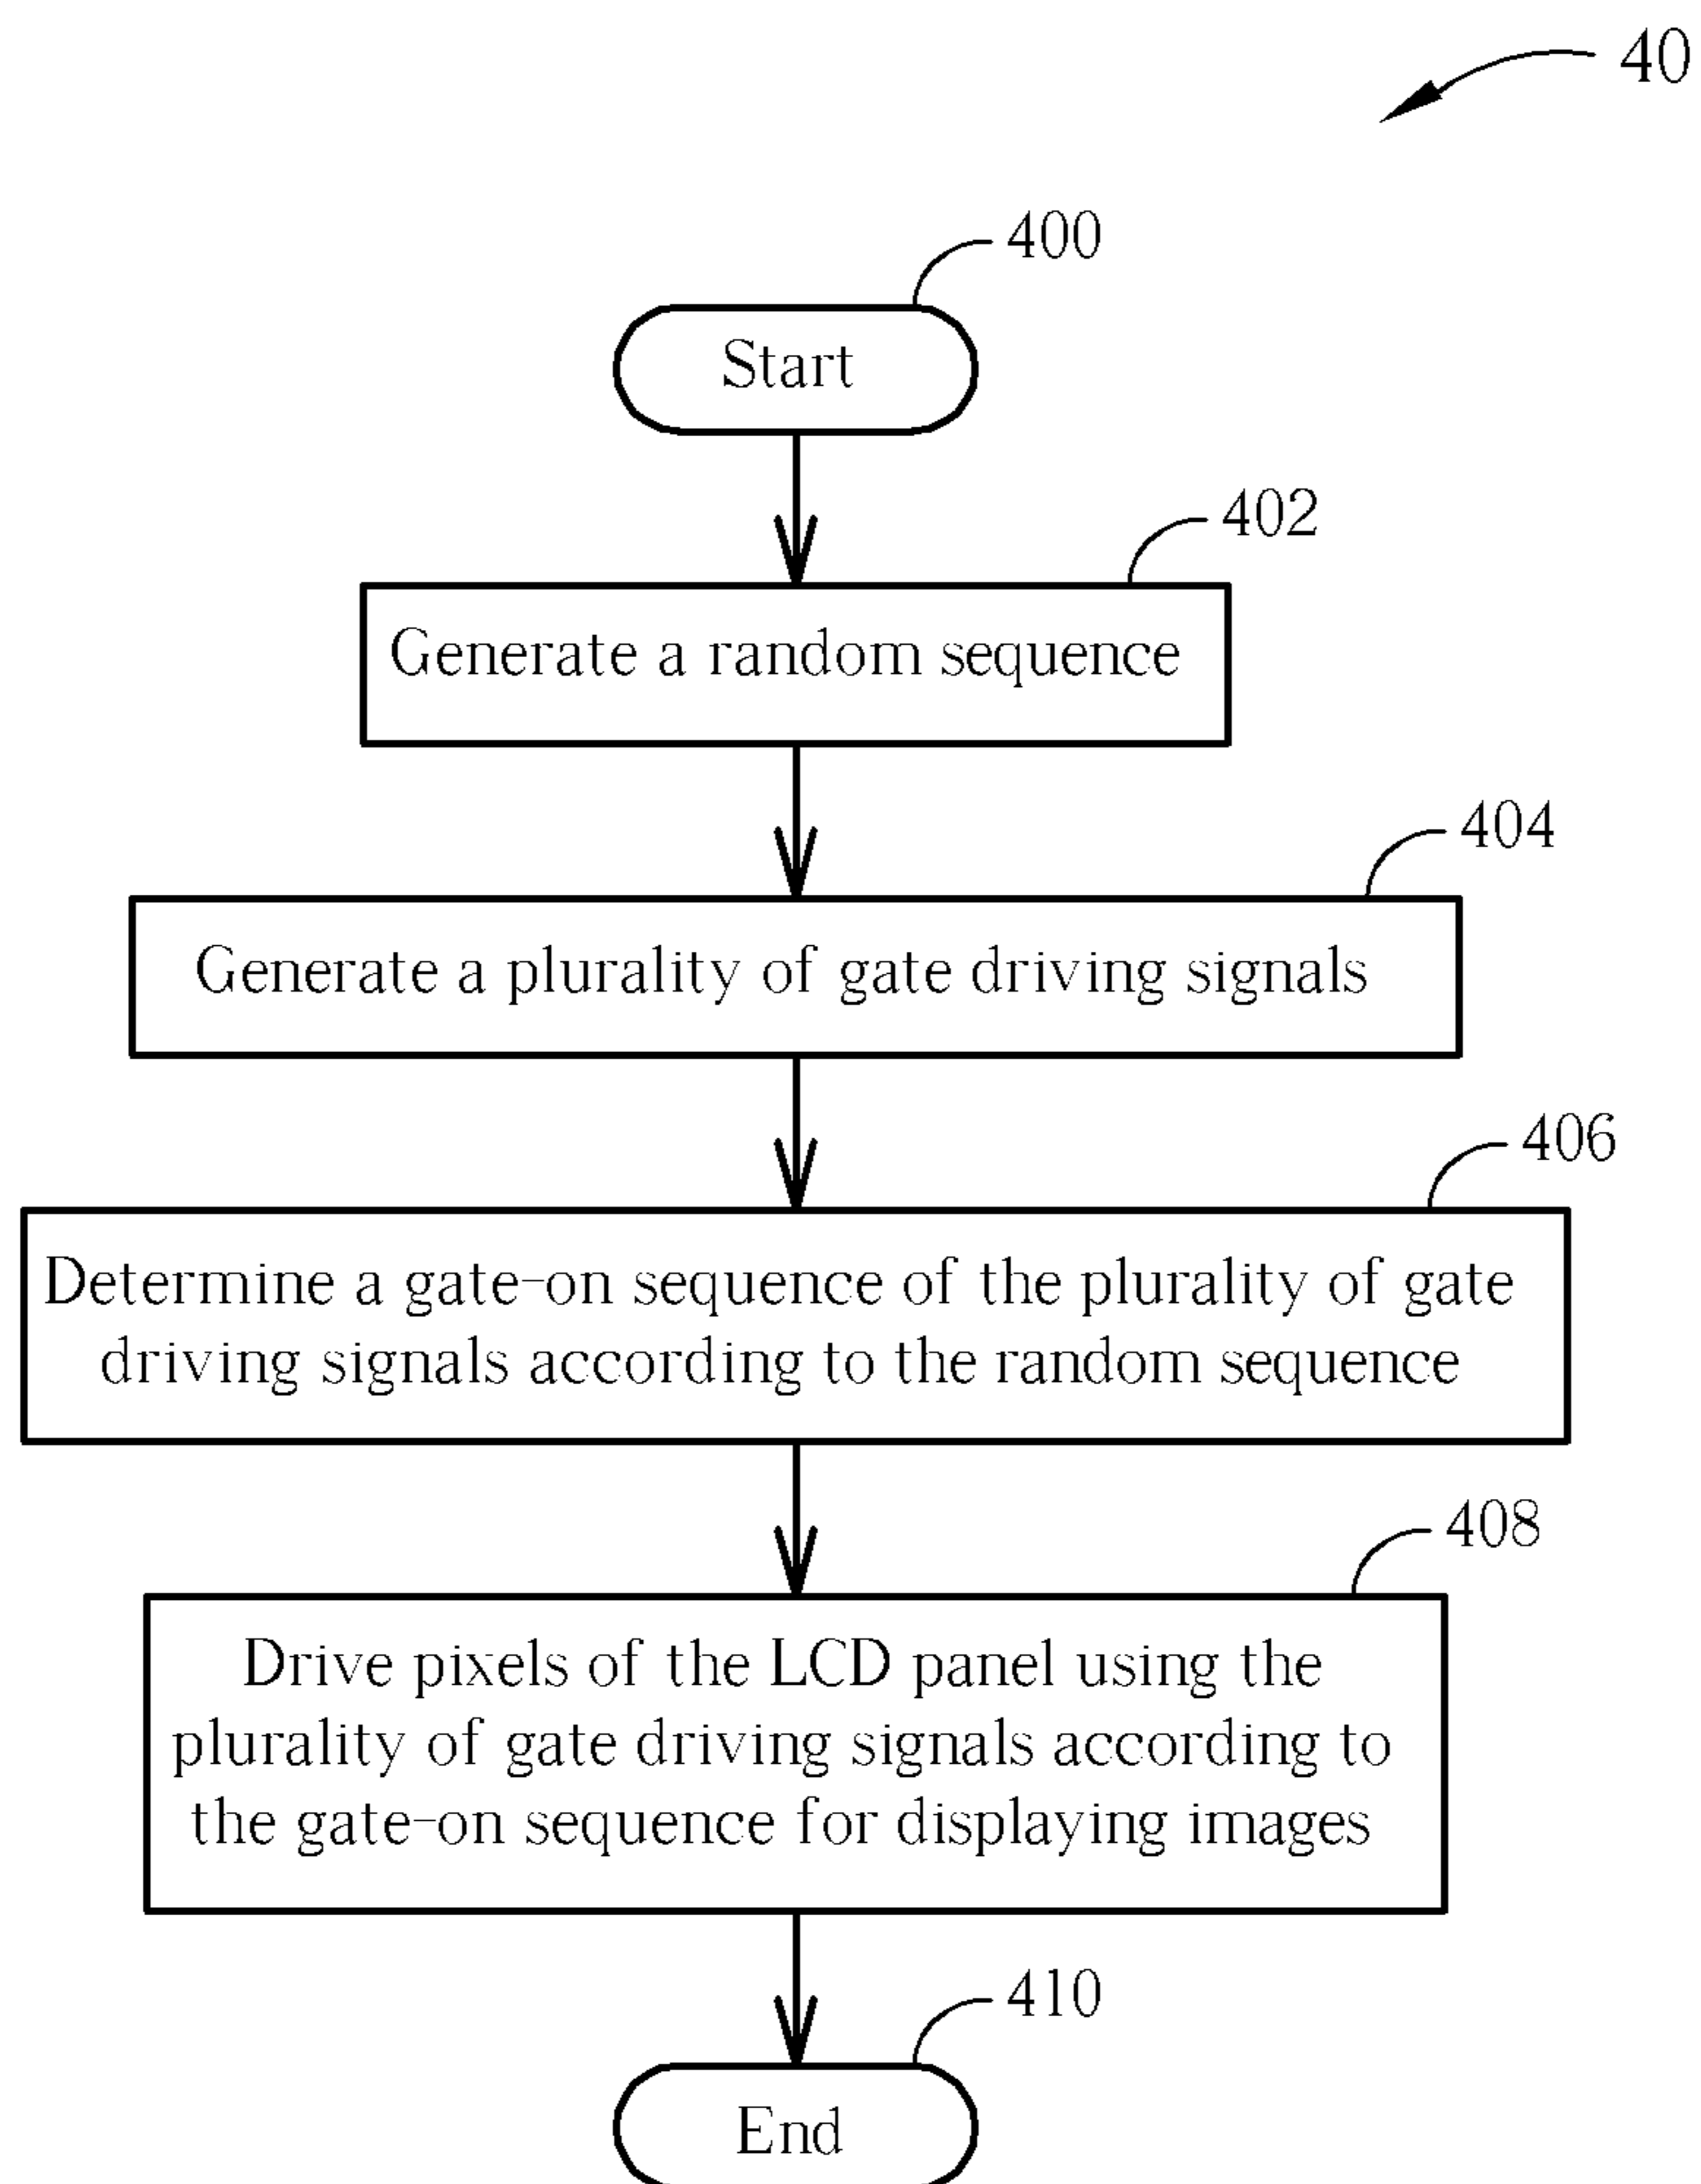 40
400
Start
402
Generate a random sequence
404
Generate a plurality of gate driving signals
406
Determine a gate-on sequence of the plurality of gate
driving signals according to the random sequence
408
Drive pixels of the LCD panel using the
plurality of gate driving signals according to
the gate-on sequence for displaying images
410
End